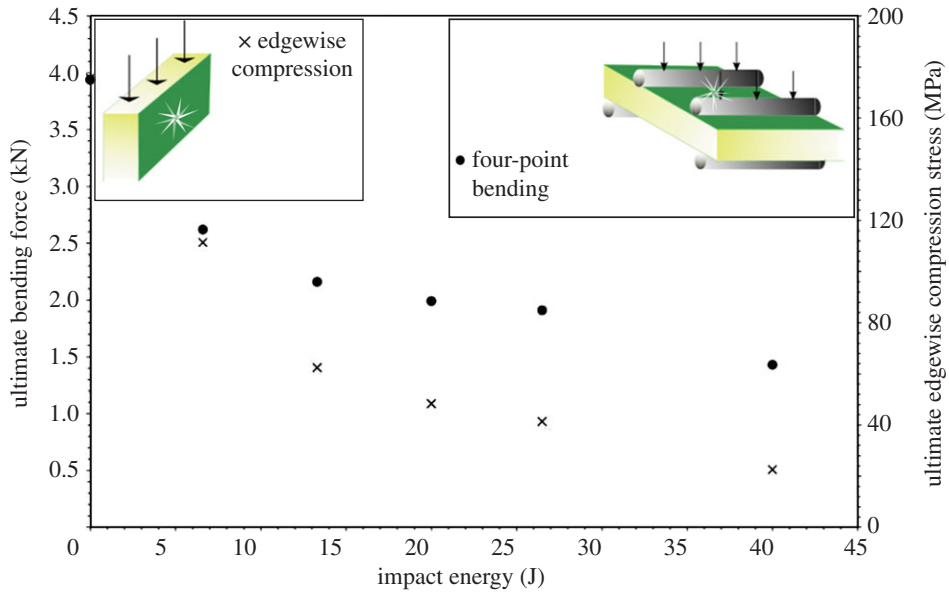 4.5
4.0
3.5
3.0
2.5
2.0
1.5
1.0
0.5
ultimate bending force (kN)
× edgewise
compression
• four-point
bending
200
160
120
80
40
0
ultimate edgewise compression stress (MPa)
0 5 10 15 20 25 30 35 40 45
impact energy (J)